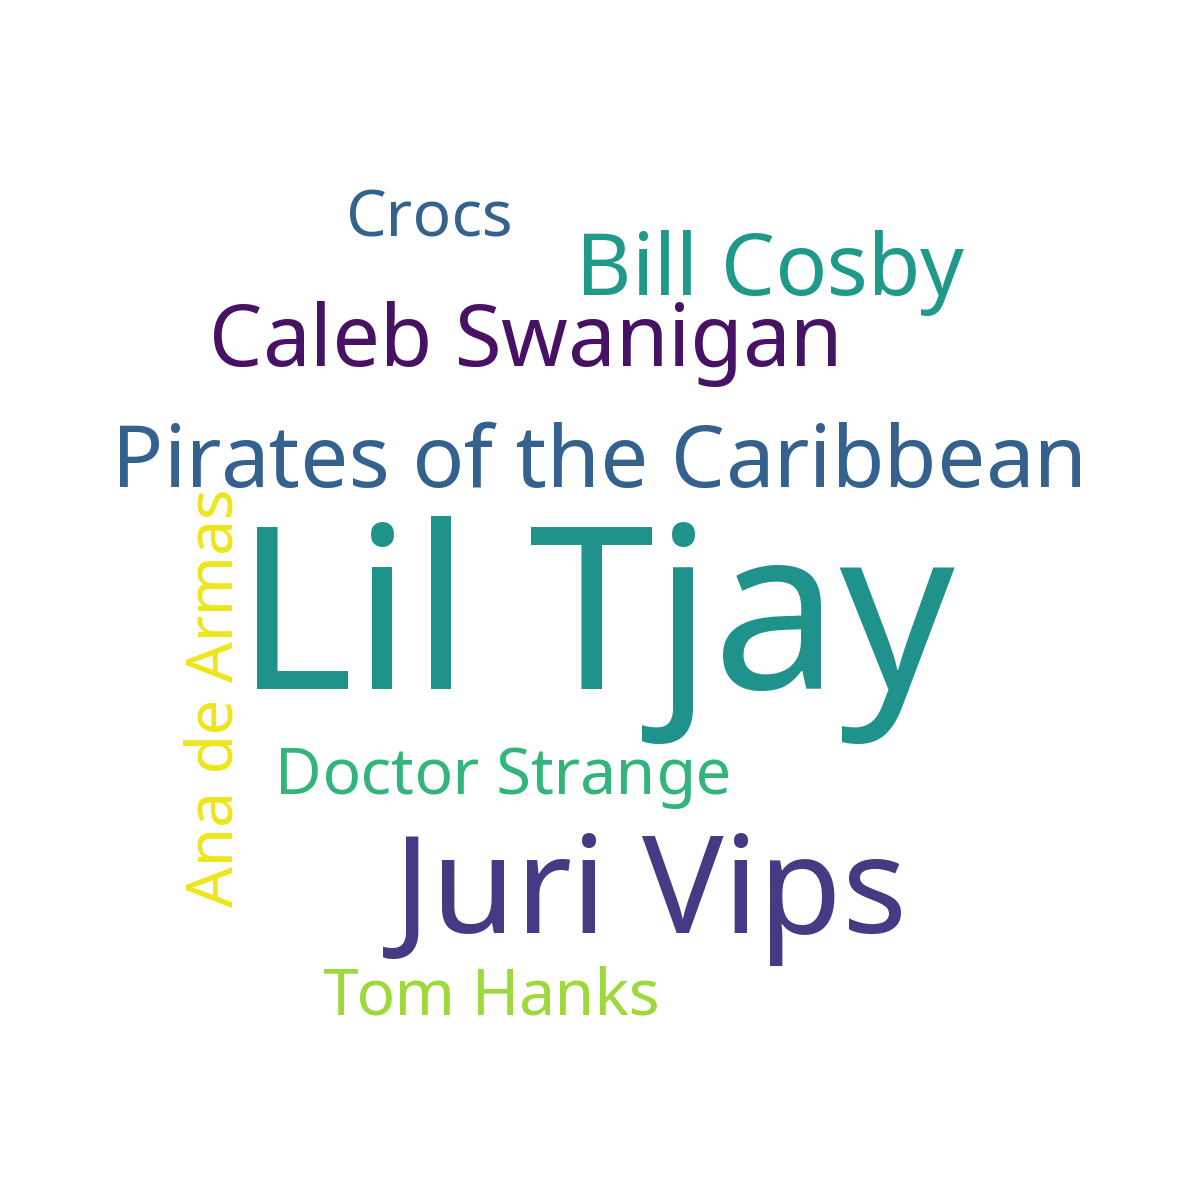 Crocs
Bill Cosby
Caleb Swanigan
Pirates of the Caribbean
Ana de Armas
Lil Tjay
Doctor Strange
Juri Vips
Tom Hanks